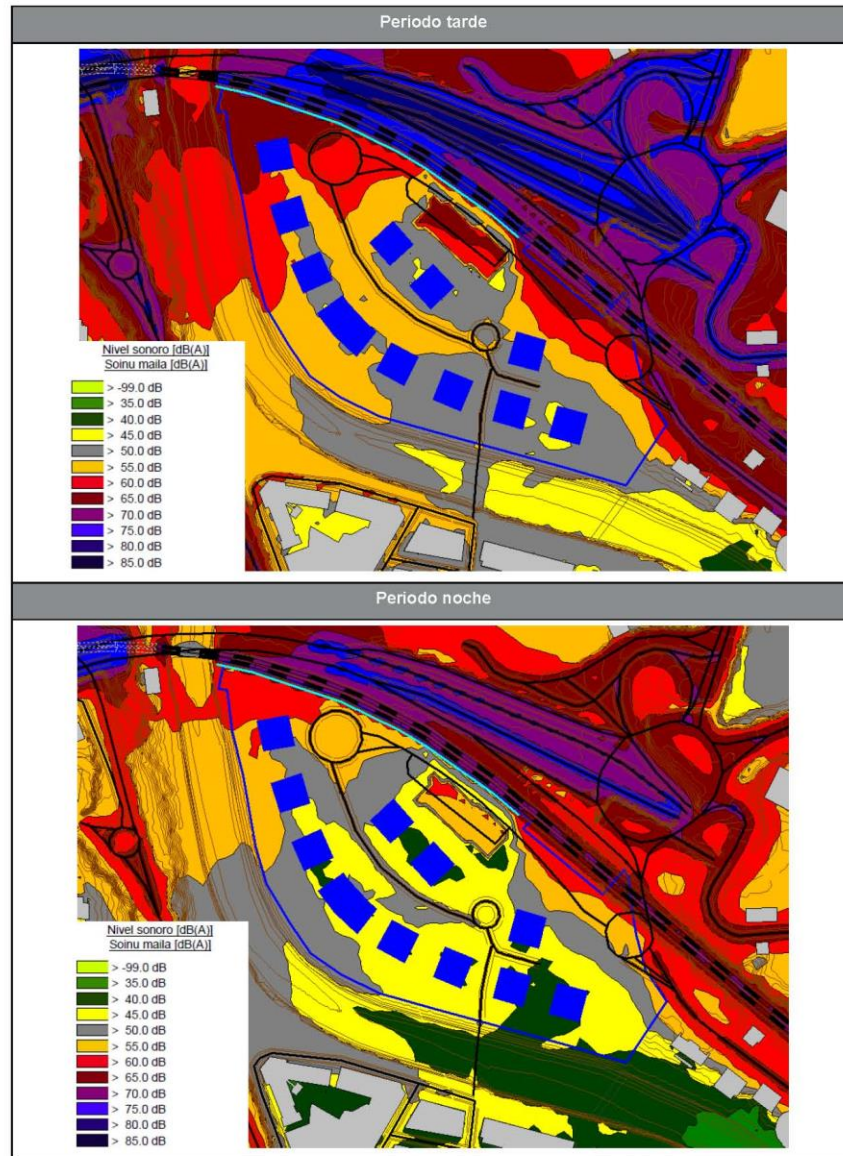 Periodo tarde
Nivel sonoro [dB(A)]
Soinu maila [dB(A)]
> -99.0 dB
> 35.0 dB
> 40.0 dB
> 45.0 dB
> 50.0 dB
> 55.0 dB
> 60.0 dB
> 65.0 dB
> 70.0 dB
> 75.0 dB
> 80.0 dB
> 85.0 dB
Periodo noche
Nivel sonoro [dB(A)]
Soinu maila [dB(A)]
> -99.0 dB
> 35.0 dB
> 40.0 dB
> 45.0 dB
> 50.0 dB
> 55.0 dB
> 60.0 dB
> 65.0 dB
> 70.0 dB
> 75.0 dB
> 80.0 dB
> 85.0 dB